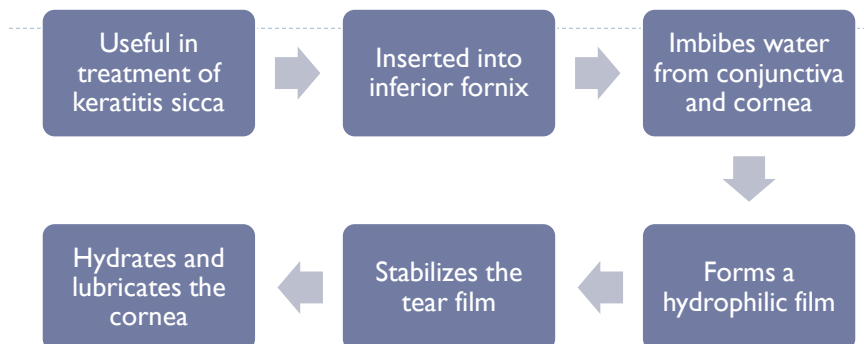 Useful in
treatment of
keratitis sicca
Inserted into
inferior fornix
Imbibes water
from conjunctiva
and cornea
Forms a
hydrophilic film
Stabilizes the
tear film
Hydrates and
lubricates the
cornea